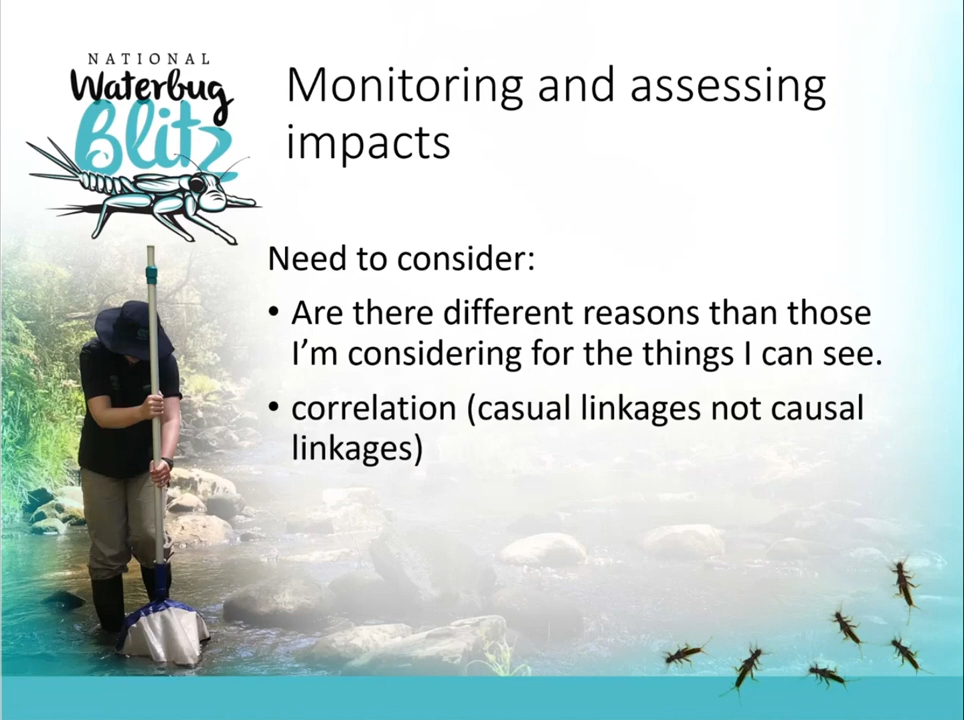 NATIONAL
Waterbug
Blitz
Monitoring and assessing
impacts
Need to consider:
• Are there different reasons than those
I’m considering for the things I can see.
• correlation (casual linkages not causal
linkages)